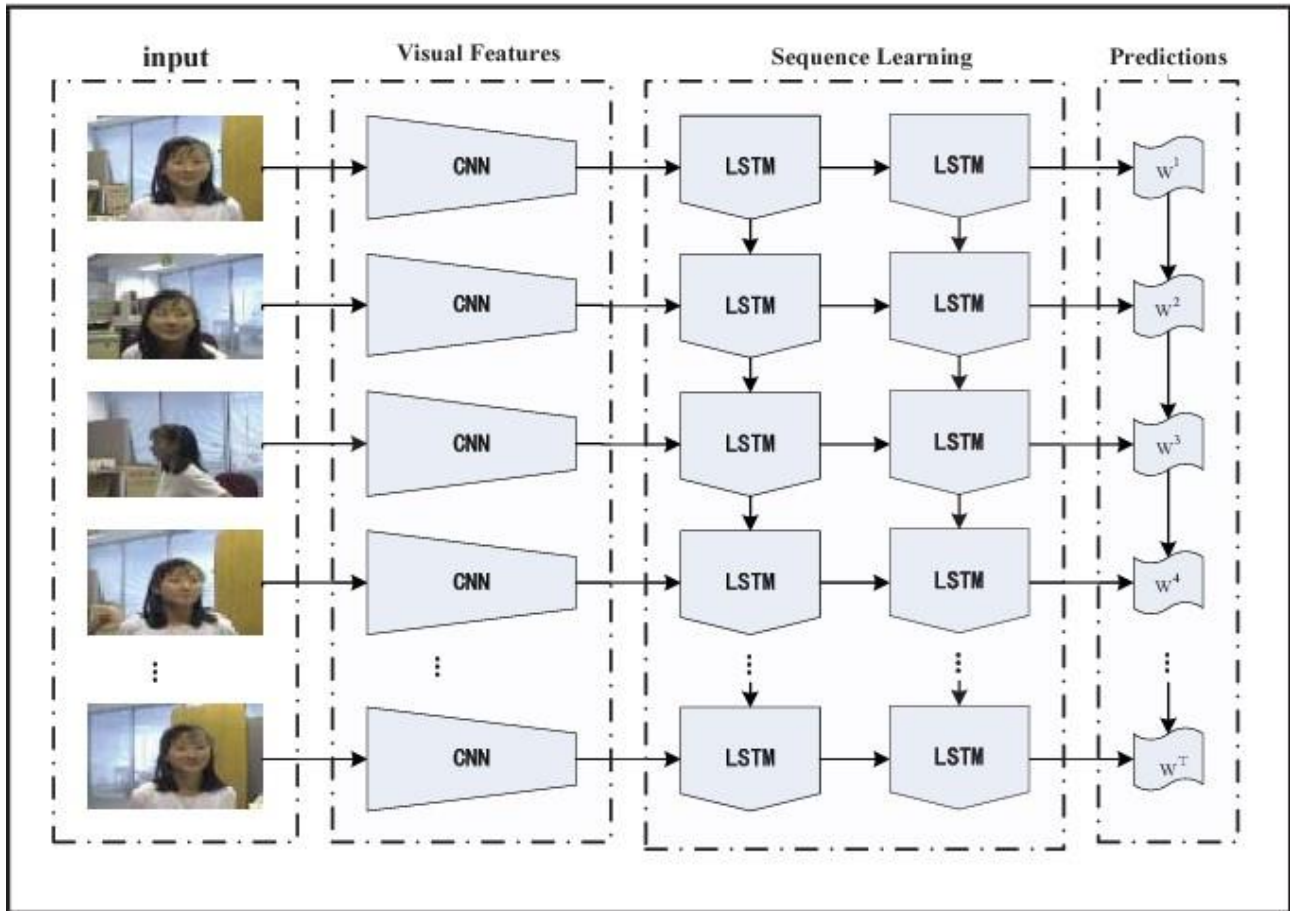 input Visual Features Sequence Learning Predictions
CNN LSTM LSTM W¹
CNN LSTM LSTM W²
CNN LSTM LSTM W³
CNN LSTM LSTM W⁴
⋮ ⋮ ⋮ ⋮ ⋮
CNN LSTM LSTM Wᵀ